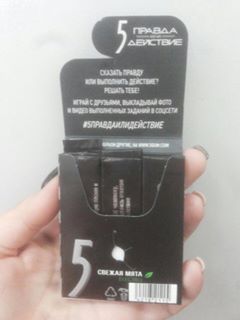 5 ПРАВДА
ДЕЙСТВИЕ
СКАЗАТЬ ПРАВДУ
ИЛИ ВЫПОЛНИТЬ ДЕЙСТВИЕ?
РЕШАТЬ ТЕБЕ!
ИГРАЙ С ДРУЗЬЯМИ, ВЫКЛАДЫВАЙ ФОТО
И ВИДЕО ВЫПОЛНЕННЫХ ЗАДАНИЙ В СОЦСЕТИ
#5ПРАВДАИЛИДЕЙСТВИЕ
5
СВЕЖАЯ МЯТА